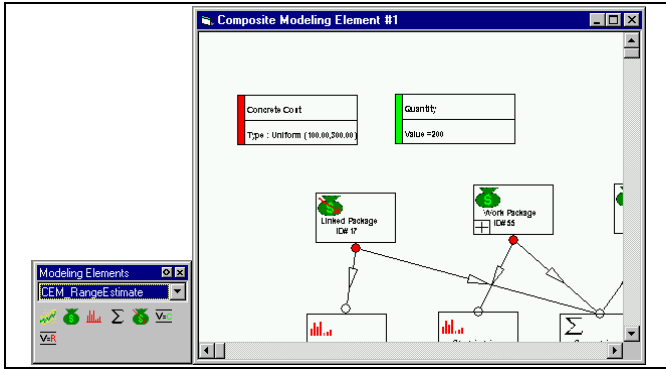 Composite Modeling Element #1
Concrete Cost
Type : Uniform (100.00,300.00)
Quantity
Value =200
Linked Package
ID# 17
Work Package
ID# 55
Modeling Elements
CEM_RangeEstimate
V=C
V=R